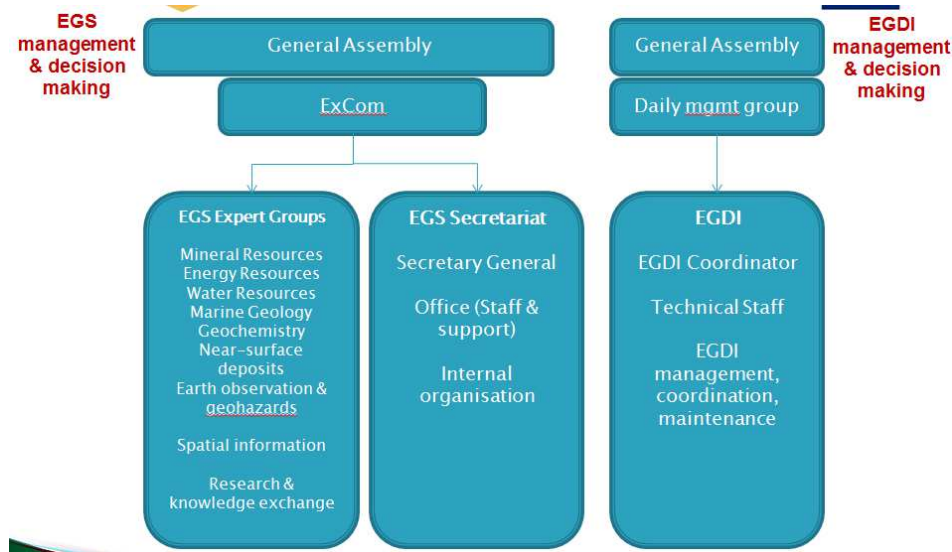 EGS
management
& decision
making
General Assembly
ExCom
General Assembly
Daily mgmt group
EGDI
management
& decision
making
EGS Expert Groups
Mineral Resources
Energy Resources
Water Resources
Marine Geology
Geochemistry
Near-surface
deposits
Earth observation &
geohazards
Spatial information
Research &
knowledge exchange
EGS Secretariat
Secretary General
Office (Staff &
support)
Internal
organisation
EGDI
EGDI Coordinator
Technical Staff
EGDI
management,
coordination,
maintenance